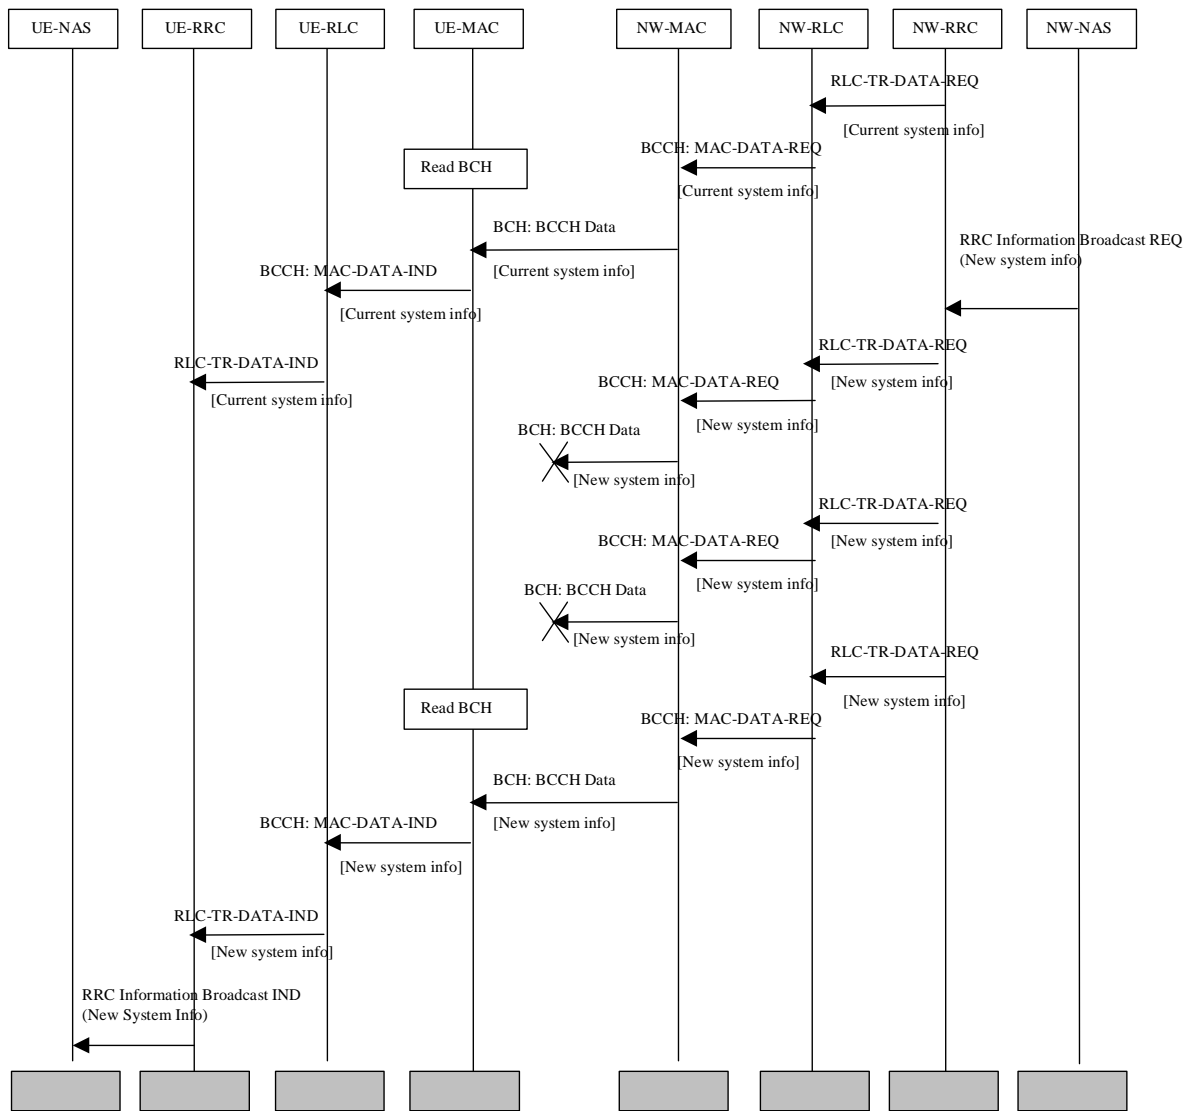 UE-NAS
UE-RRC
UE-RLC
UE-MAC
NW-MAC
NW-RLC
NW-RRC
NW-NAS
RLC-TR-DATA-REQ
[Current system info]
BCCH: MAC-DATA-REQ
Read BCH
[Current system info]
BCH: BCCH Data
RRC Information Broadcast REQ
(New system info)
BCCH: MAC-DATA-IND
[Current system info]
[Current system info]
RLC-TR-DATA-REQ
RLC-TR-DATA-IND
[New system info]
BCCH: MAC-DATA-REQ
[Current system info]
[New system info]
BCH: BCCH Data
[New system info]
RLC-TR-DATA-REQ
BCCH: MAC-DATA-REQ
[New system info]
[New system info]
BCH: BCCH Data
[New system info]
RLC-TR-DATA-REQ
[New system info]
Read BCH
BCCH: MAC-DATA-REQ
[New system info]
BCH: BCCH Data
BCCH: MAC-DATA-IND
[New system info]
[New system info]
RLC-TR-DATA-IND
[New system info]
RRC Information Broadcast IND
(New System Info)